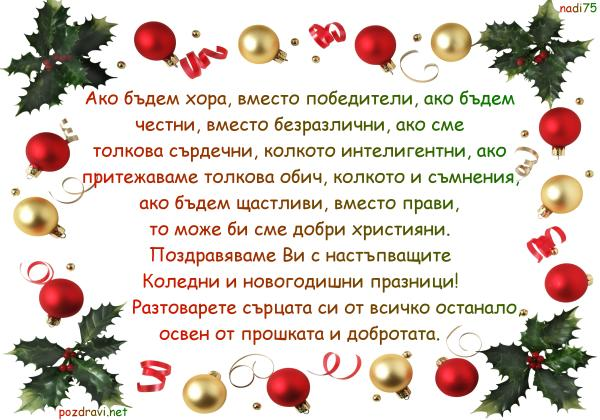 nadi75
Ако бъдем хора, вместо победители, ако бъдем
честни, вместо безразлични, ако сме
толкова сърдечни, колкото интелигентни, ако
притежаваме толкова обич, колкото и съмнения,
ако бъдем щастливи, вместо прави,
то може би сме добри християни.
Поздравяваме Ви с настъпващите
Коледни и новогодишни празници!
Разтоварете сърцата си от всичко останало,
освен от прошката и добротата.
pozdravi.net